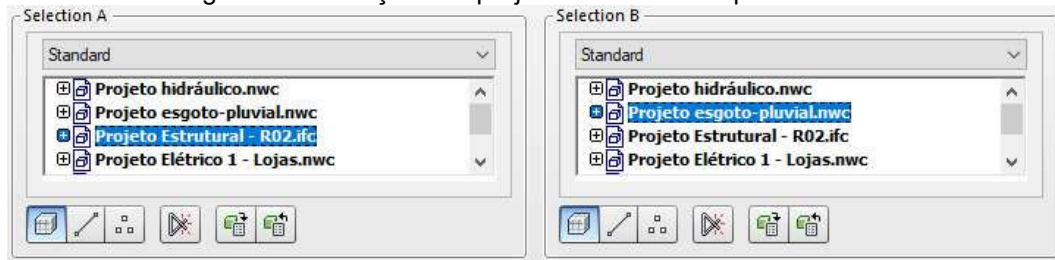 Selection A
Standard
Projeto hidráulico.nwc
Projeto esgoto-pluvial.nwc
Projeto Estrutural - R02.ifc
Projeto Elétrico 1 - Lojas.nwc
Selection B
Standard
Projeto hidráulico.nwc
Projeto esgoto-pluvial.nwc
Projeto Estrutural - R02.ifc
Projeto Elétrico 1 - Lojas.nwc